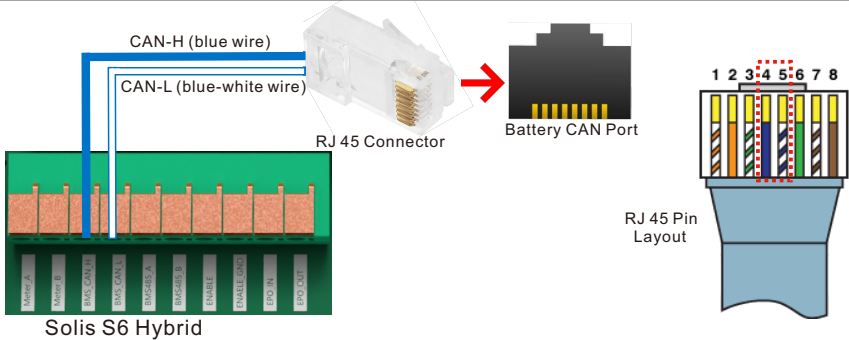 CAN-H (blue wire)
CAN-L (blue-white wire)
RJ 45 Connector
Battery CAN Port
1 2 3 4 5 6 7 8
RJ 45 Pin
Layout
Meter_A
Meter_B
BMS_CAN_H
BMS_CAN_L
BMS485_A
BMS485_B
ENABLE
ENAELE_GND
EPO_IN
EPO_OUT
Solis S6 Hybrid